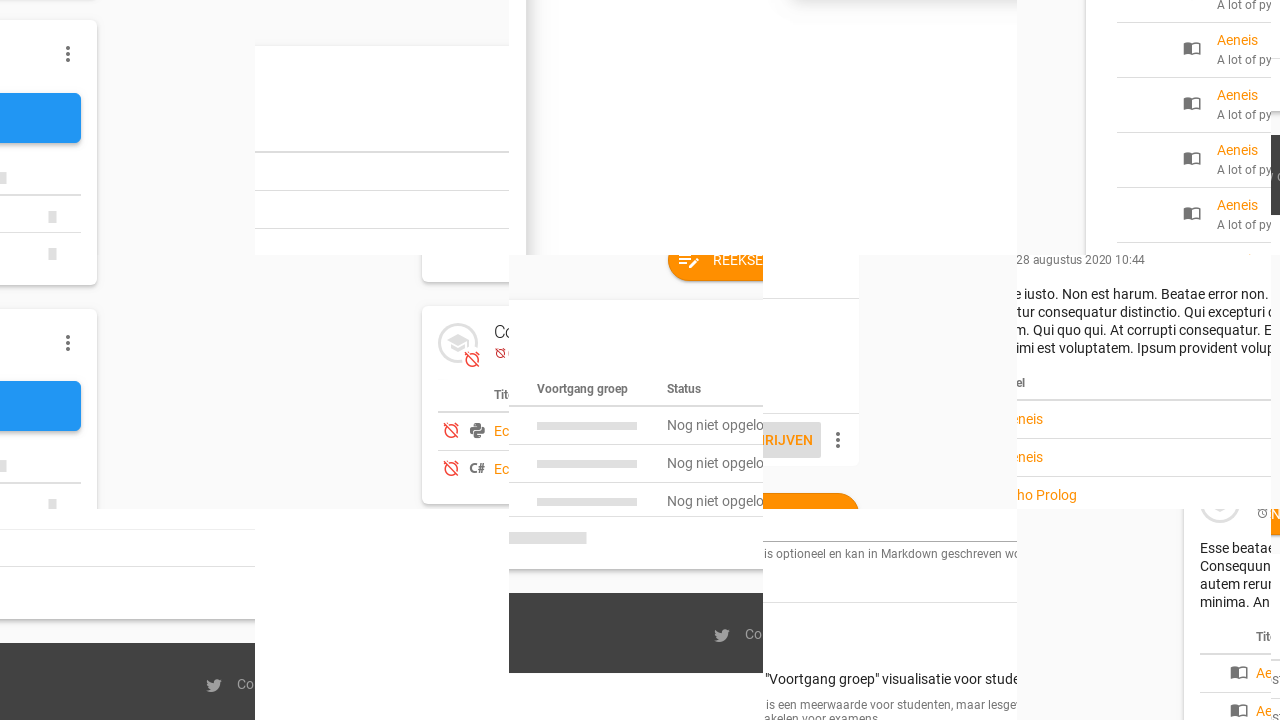 A lot of py
Aeneis
A lot of py
Aeneis
A lot of py
Aeneis
A lot of py
Aeneis
A lot of py
REEKSE
28 augustus 2020 10:44
e iusto. Non est harum. Beatae error non.
tur consequatur distinctio. Qui excepturi
m. Qui quo qui. At corrupti consequatur. E
imi est voluptatem. Ipsum provident volup
Co
Tite
el
Voortgang groep
Status
Ec
Nog niet opgelo
eneis
RIJVEN
C# Ec
Nog niet opgelo
eneis
Nog niet opgelo
ho Prolog
is optioneel en kan in Markdown geschreven wo
Esse beatae
Consequun
autem rerur
minima. An
Co
Tite
"Voortgang groep" visualisatie voor stude
Ae
Co
is een meerwaarde voor studenten, maar lesge
akelen voor examens
Ae